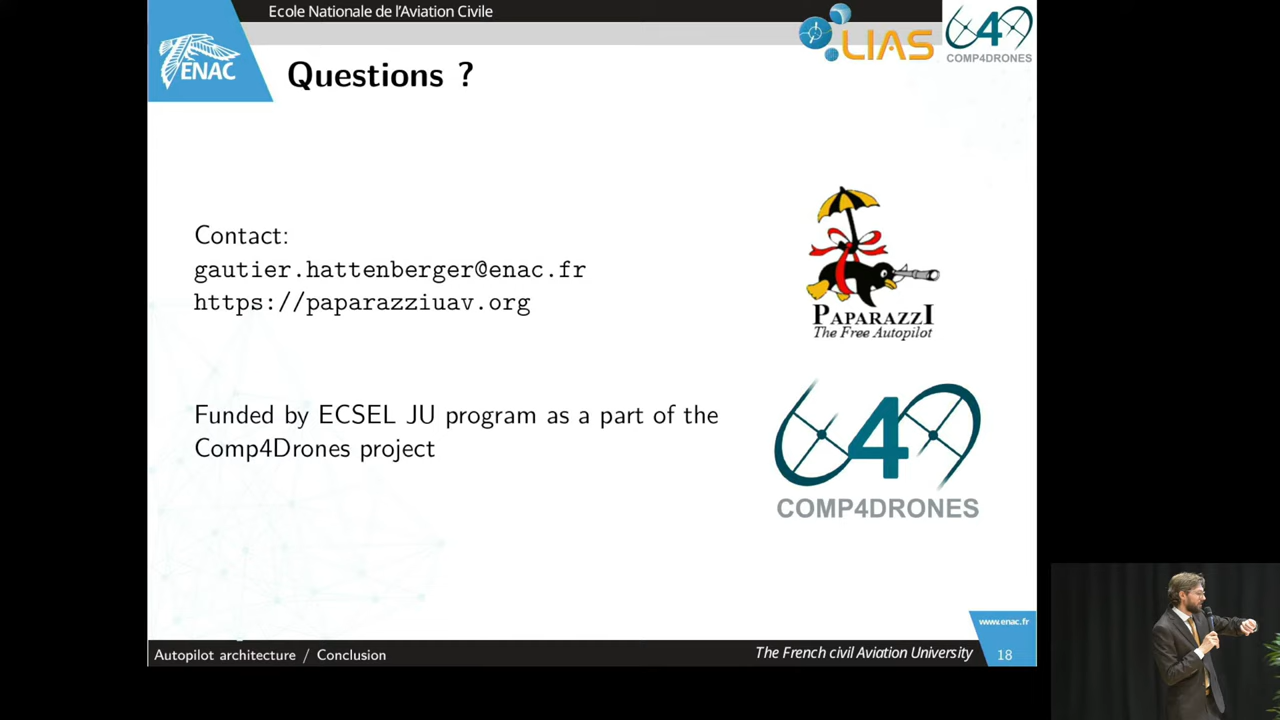 Ecole Nationale de l'Aviation Civile
ENAC
LIAS
COMP4DRONES
Questions ?
Contact:
gautier.hattenberger@enac.fr
https://paparazziuav.org
PAPARAZZI
The Free Autopilot
Funded by ECSEL JU program as a part of the
Comp4Drones project
4
COMP4DRONES
www.enac.fr
Autopilot architecture / Conclusion
The French civil Aviation University
18